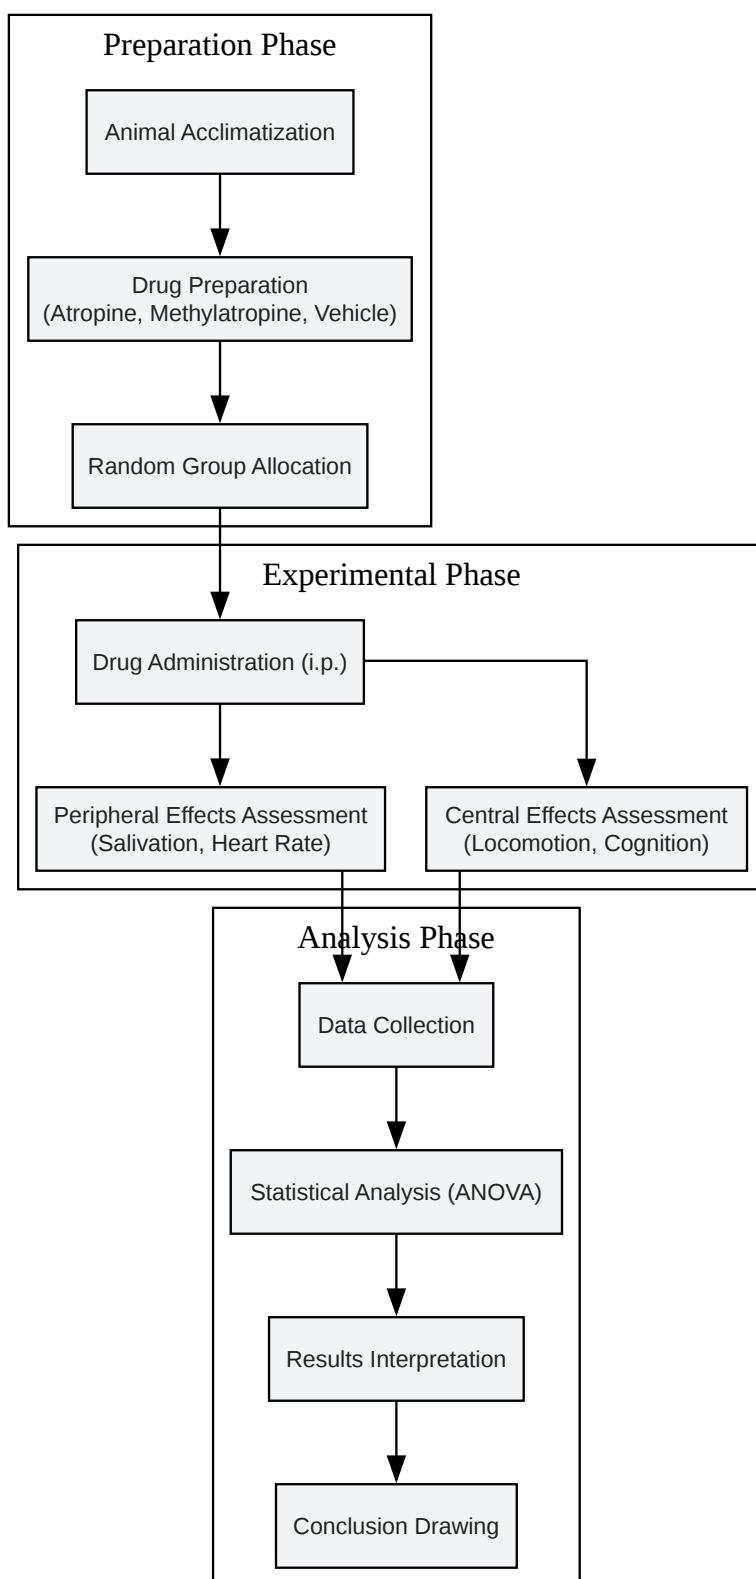 Preparation Phase
Animal Acclimatization
Drug Preparation
(Atropine, Methylatropine, Vehicle)
Random Group Allocation
Experimental Phase
Drug Administration (i.p.)
Peripheral Effects Assessment
(Salivation, Heart Rate)
Central Effects Assessment
(Locomotion, Cognition)
Analysis Phase
Data Collection
Statistical Analysis (ANOVA)
Results Interpretation
Conclusion Drawing